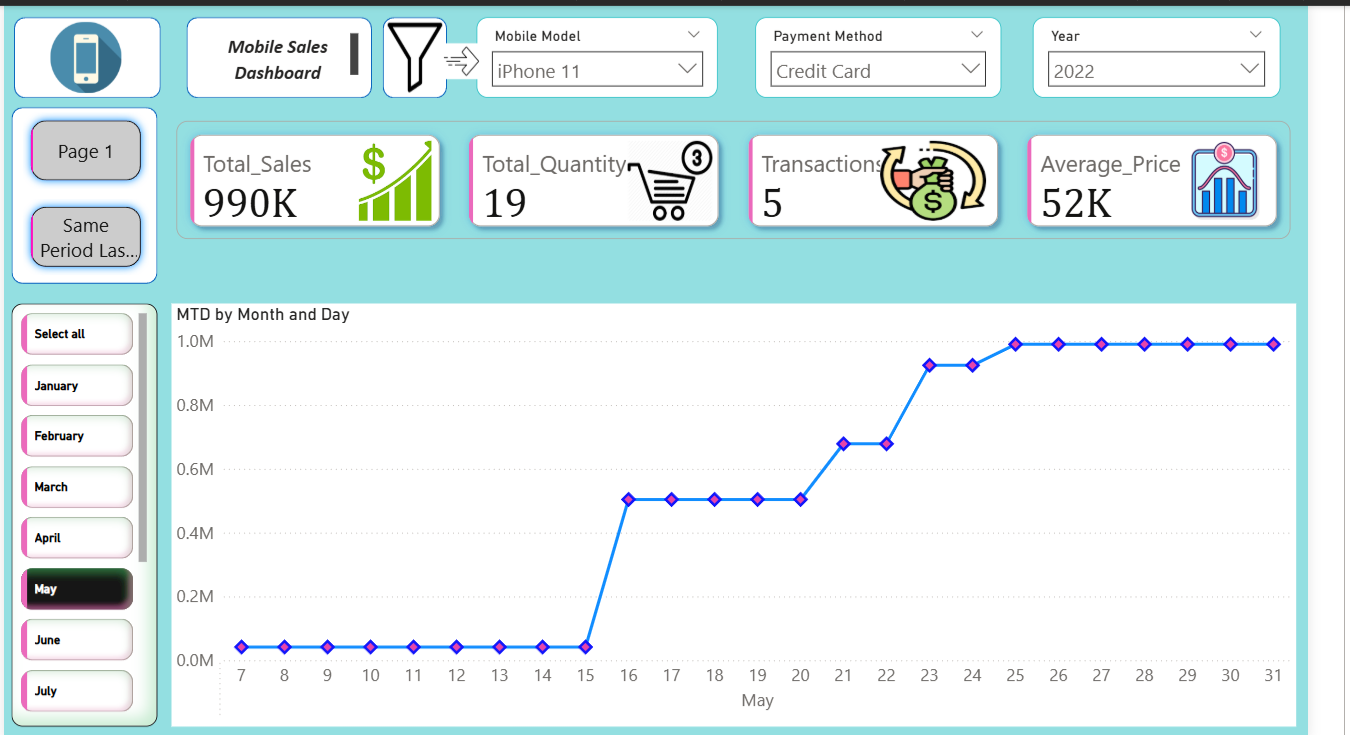 Mobile Sales
Dashboard
Mobile Model
iPhone 11
Payment Method
Credit Card
Year
2022
Page 1
Same
Period Las...
Total_Sales
990K
$
Total_Quantity
19
3
Transactions
5
$
Average_Price
52K
$
Select all
January
February
March
April
May
June
July
MTD by Month and Day
1.0M
0.8M
0.6M
0.4M
0.2M
0.0M
7 8 9 10 11 12 13 14 15 16 17 18 19 20 21 22 23 24 25 26 27 28 29 30 31
May